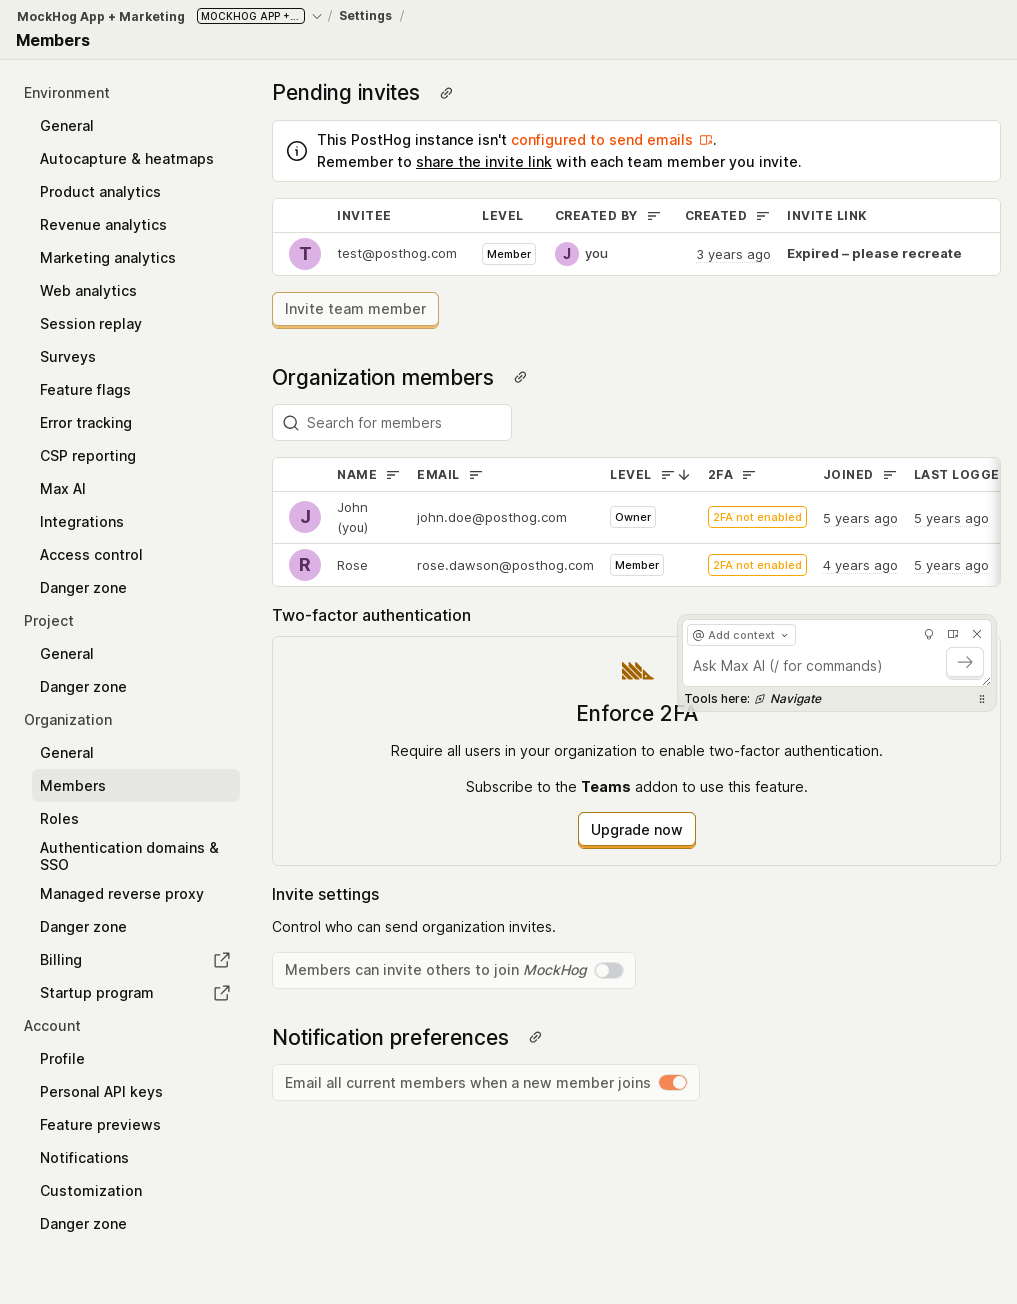 MockHog App + Marketing MOCKHOG APP +... / Settings /
Members
Environment
General
Autocapture & heatmaps
Product analytics
Revenue analytics
Marketing analytics
Web analytics
Session replay
Surveys
Feature flags
Error tracking
CSP reporting
Max AI
Integrations
Access control
Danger zone
Project
General
Danger zone
Organization
General
Members
Roles
Authentication domains &
SSO
Managed reverse proxy
Danger zone
Billing
Startup program
Account
Profile
Personal API keys
Feature previews
Notifications
Customization
Danger zone
Pending invites
This PostHog instance isn't configured to send emails.
Remember to share the invite link with each team member you invite.
INVITEE LEVEL CREATED BY CREATED INVITE LINK
T test@posthog.com Member J you 3 years ago Expired – please recreate
Invite team member
Organization members
Search for members
NAME EMAIL LEVEL 2FA JOINED LAST LOGGE
J John (you) john.doe@posthog.com Owner 2FA not enabled 5 years ago 5 years ago
R Rose rose.dawson@posthog.com Member 2FA not enabled 4 years ago 5 years ago
Two-factor authentication
@ Add context
Ask Max AI (/ for commands)
Tools here: Navigate
Enforce 2FA
Require all users in your organization to enable two-factor authentication.
Subscribe to the Teams addon to use this feature.
Upgrade now
Invite settings
Control who can send organization invites.
Members can invite others to join MockHog
Notification preferences
Email all current members when a new member joins